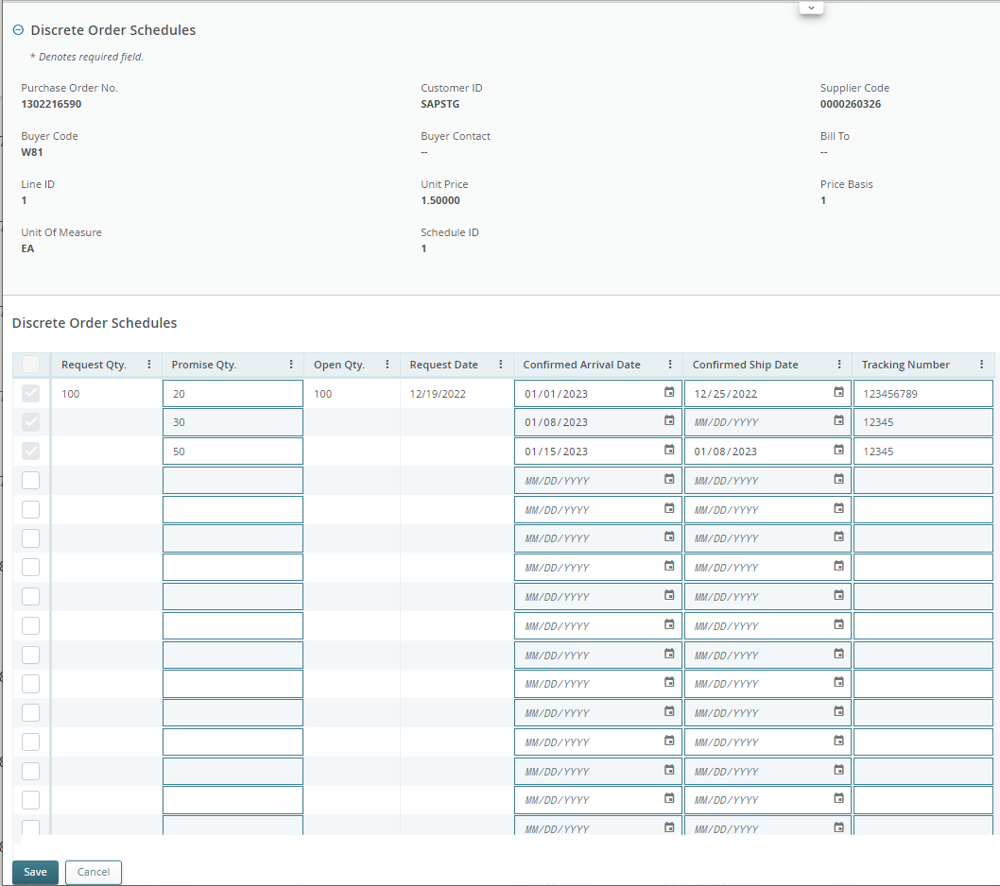 Discrete Order Schedules
* Denotes required field.
Purchase Order No. Customer ID Supplier Code
1302216590 SAPSTG 0000260326
Buyer Code Buyer Contact Bill To
W81 -- --
Line ID Unit Price Price Basis
1 1.50000 1
Unit Of Measure Schedule ID
EA 1
Discrete Order Schedules
Request Qty. Promise Qty. Open Qty. Request Date Confirmed Arrival Date Confirmed Ship Date Tracking Number
100 20 100 12/19/2022 01/01/2023 12/25/2022 123456789
30 01/08/2023 MM/DD/YYYY 12345
50 01/15/2023 01/08/2023 12345
MM/DD/YYYY MM/DD/YYYY
MM/DD/YYYY MM/DD/YYYY
MM/DD/YYYY MM/DD/YYYY
MM/DD/YYYY MM/DD/YYYY
MM/DD/YYYY MM/DD/YYYY
MM/DD/YYYY MM/DD/YYYY
MM/DD/YYYY MM/DD/YYYY
MM/DD/YYYY MM/DD/YYYY
MM/DD/YYYY MM/DD/YYYY
MM/DD/YYYY MM/DD/YYYY
MM/DD/YYYY MM/DD/YYYY
MM/DD/YYYY MM/DD/YYYY
MM/DD/YYYY MM/DD/YYYY
Save Cancel